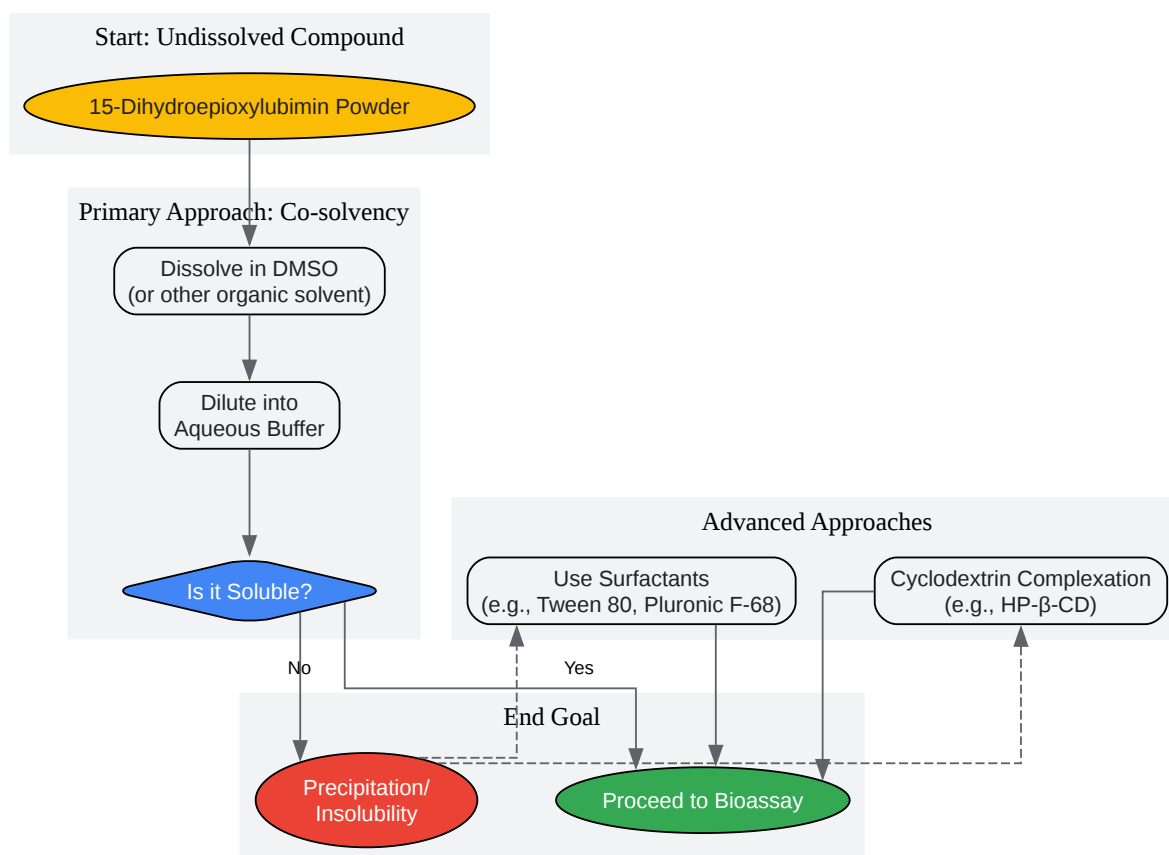 Start: Undissolved Compound
15-Dihydroepioxylubimin Powder
Primary Approach: Co-solvency
Dissolve in DMSO
(or other organic solvent)
Dilute into
Aqueous Buffer
Is it Soluble?
Advanced Approaches
Use Surfactants
(e.g., Tween 80, Pluronic F-68)
Cyclodextrin Complexation
(e.g., HP-β-CD)
No
Yes
End Goal
Precipitation/
Insolubility
Proceed to Bioassay